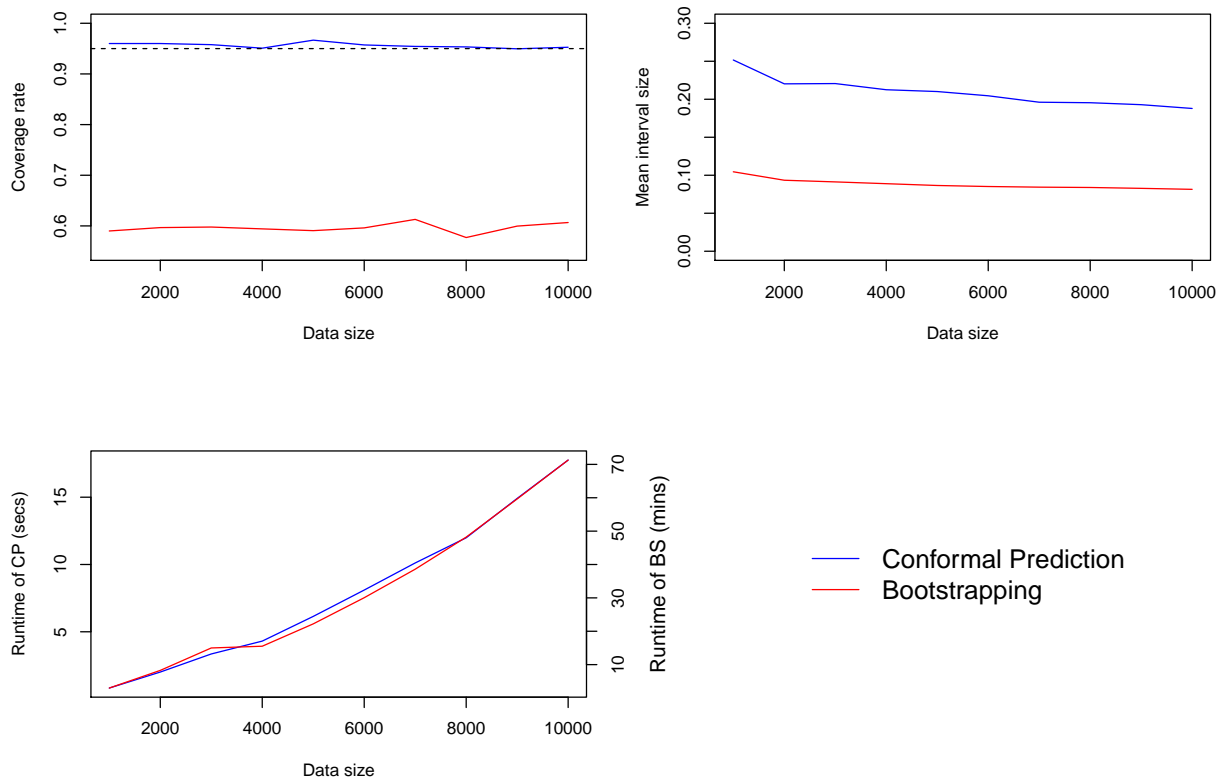 Coverage rate
1.0
0.9
0.8
0.7
0.6
2000 4000 6000 8000 10000
Data size
Mean interval size
0.30
0.20
0.10
0.00
2000 4000 6000 8000 10000
Data size
Runtime of CP (secs)
15
10
5
2000 4000 6000 8000 10000
Data size
70
50
30
10
Runtime of BS (mins)
Conformal Prediction
Bootstrapping